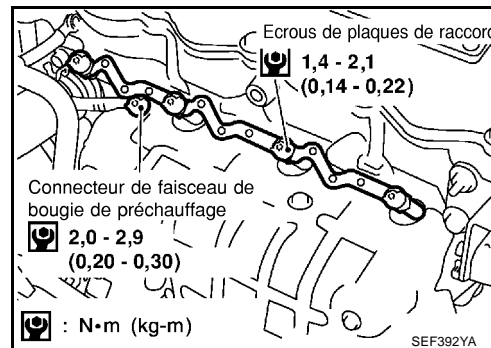 Ecrous de plaques de raccord
1,4 - 2,1
(0,14 - 0,22)
Connecteur de faisceau de
bougie de préchauffage
2,0 - 2,9
(0,20 - 0,30)
: N•m (kg-m)
SEF392YA